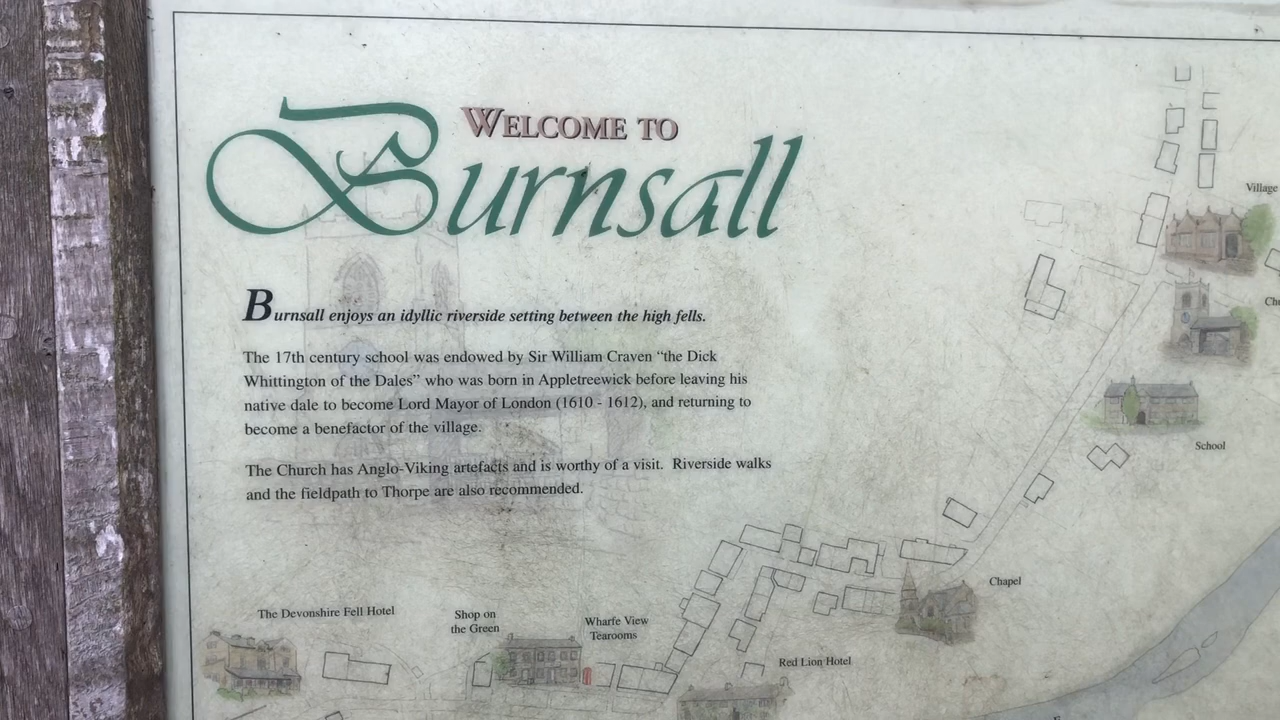 WELCOME TO
Burnsall
Burnsall enjoys an idyllic riverside setting between the high fells.
The 17th century school was endowed by Sir William Craven “the Dick
Whittington of the Dales” who was born in Appletreewick before leaving his
native dale to become Lord Mayor of London (1610 - 1612), and returning to
become a benefactor of the village.
The Church has Anglo-Viking artefacts and is worthy of a visit. Riverside walks
and the fieldpath to Thorpe are also recommended.
Village
School
Chapel
The Devonshire Fell Hotel
Shop on
the Green
Wharfe View
Tearooms
Red Lion Hotel